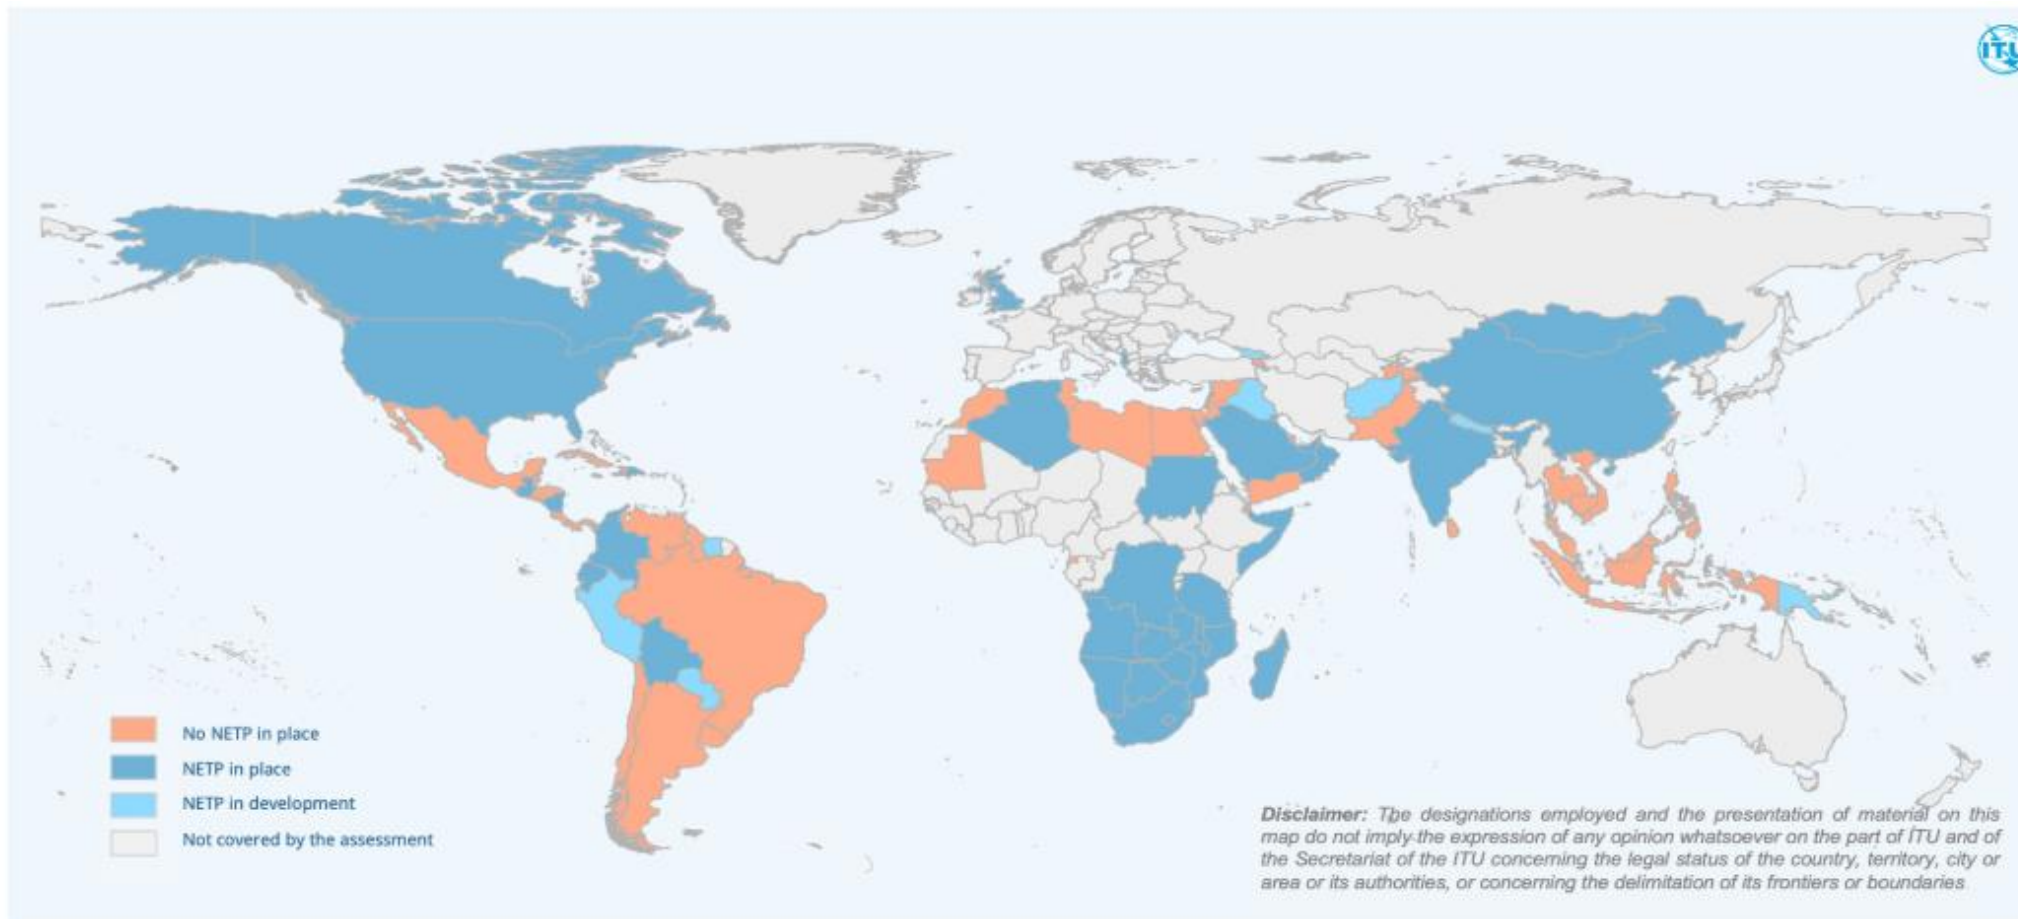 ITU
No NETP in place
NETP in place
NETP in development
Not covered by the assessment
Disclaimer: The designations employed and the presentation of material on this
map do not imply the expression of any opinion whatsoever on the part of ITU and of
the Secretariat of the ITU concerning the legal status of the country, territory, city or
area or its authorities, or concerning the delimitation of its frontiers or boundaries